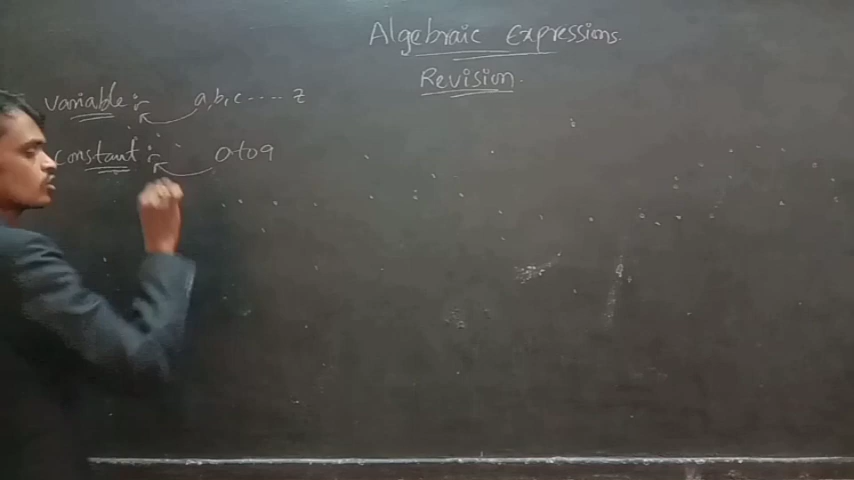 Algebraic Expressions.
Revision.
variable :- a, b, c .... z
constant :- 0 to 9